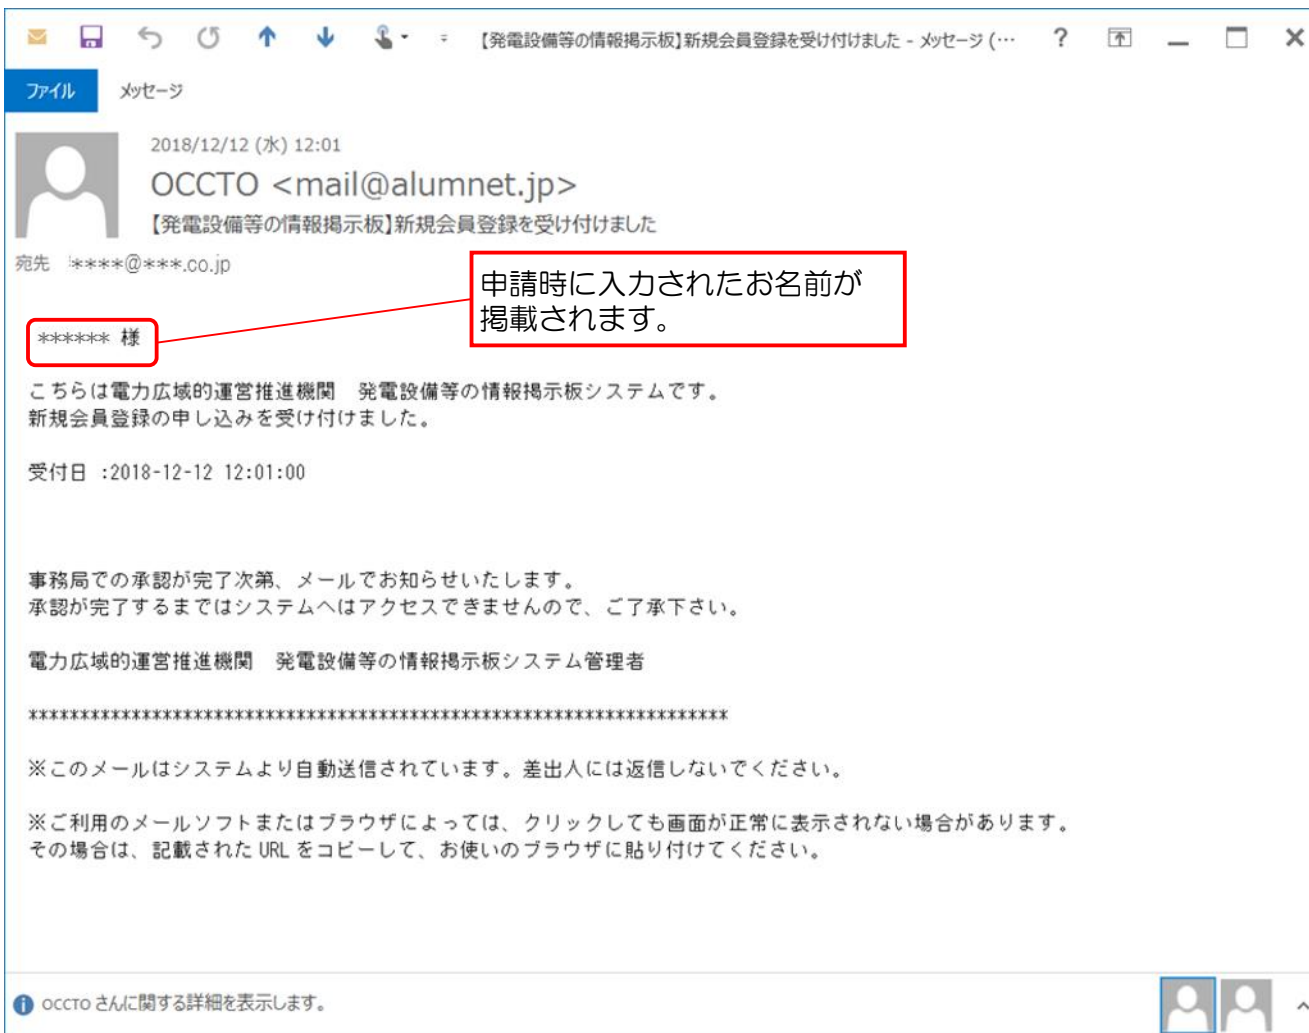 【発電設備等の情報掲示板】新規会員登録を受け付けました - メッセージ (…
?
ファイル メッセージ
2018/12/12 (水) 12:01
OCCTO <mail@alumnet.jp>
【発電設備等の情報掲示板】新規会員登録を受け付けました
宛先 ****@***.co.jp
申請時に入力されたお名前が
掲載されます。
****** 様
こちらは電力広域的運営推進機関　発電設備等の情報掲示板システムです。
新規会員登録の申し込みを受け付けました。
受付日 :2018-12-12 12:01:00
事務局での承認が完了次第、メールでお知らせいたします。
承認が完了するまではシステムへはアクセスできませんので、ご了承下さい。
電力広域的運営推進機関　発電設備等の情報掲示板システム管理者
********************************************************************
※このメールはシステムより自動送信されています。差出人には返信しないでください。
※ご利用のメールソフトまたはブラウザによっては、クリックしても画面が正常に表示されない場合があります。
その場合は、記載された URL をコピーして、お使いのブラウザに貼り付けてください。
OCCTO さんに関する詳細を表示します。